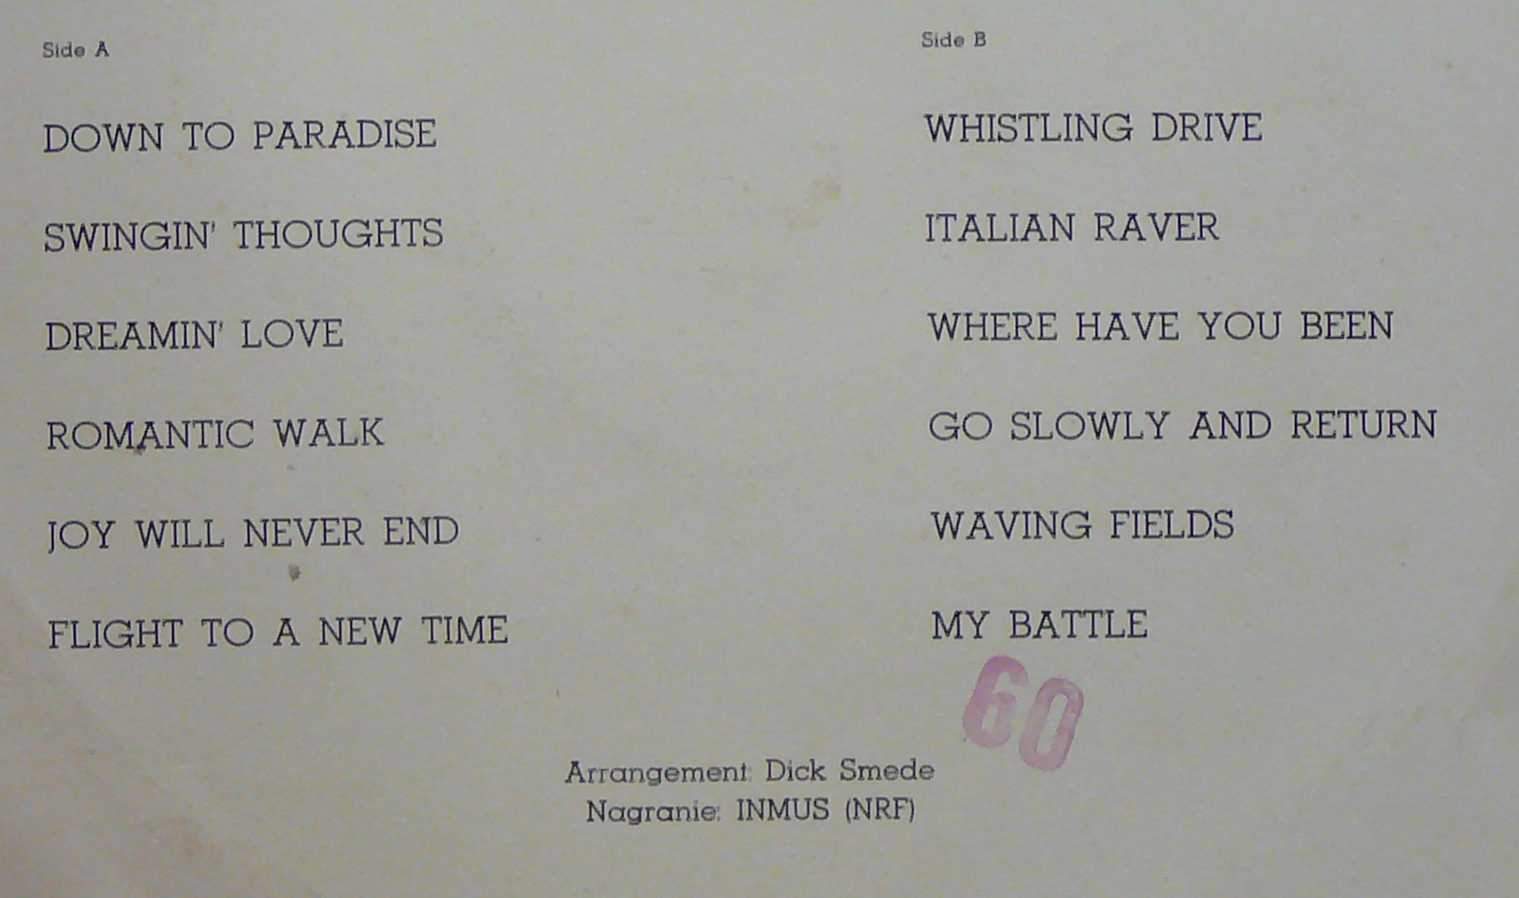 Side A
DOWN TO PARADISE
SWINGIN' THOUGHTS
DREAMIN' LOVE
ROMANTIC WALK
JOY WILL NEVER END
FLIGHT TO A NEW TIME
Side B
WHISTLING DRIVE
ITALIAN RAVER
WHERE HAVE YOU BEEN
GO SLOWLY AND RETURN
WAVING FIELDS
MY BATTLE
60
Arrangement: Dick Smede
Nagranie: INMUS (NRF)